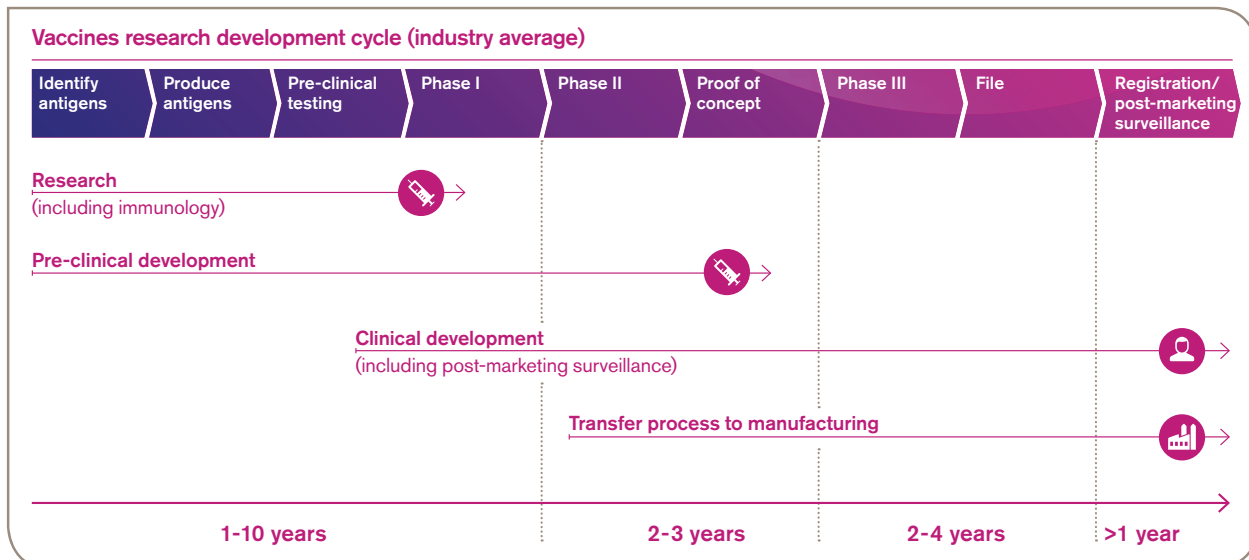 Vaccines research development cycle (industry average)
Identify
antigens
Produce
antigens
Pre-clinical
testing
Phase I
Phase II
Proof of
concept
Phase III
File
Registration/
post-marketing
surveillance
Research
(including immunology)
Pre-clinical development
Clinical development
(including post-marketing surveillance)
Transfer process to manufacturing
1-10 years
2-3 years
2-4 years
>1 year